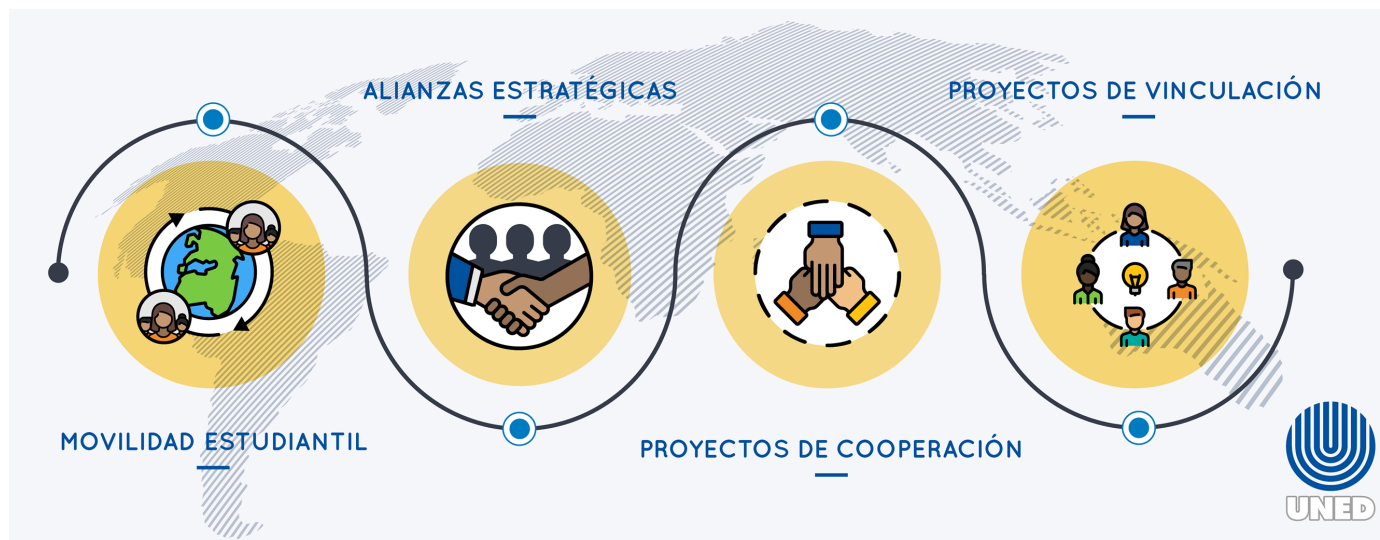 ALIANZAS ESTRATÉGICAS
PROYECTOS DE VINCULACIÓN
MOVILIDAD ESTUDIANTIL
PROYECTOS DE COOPERACIÓN
UNED